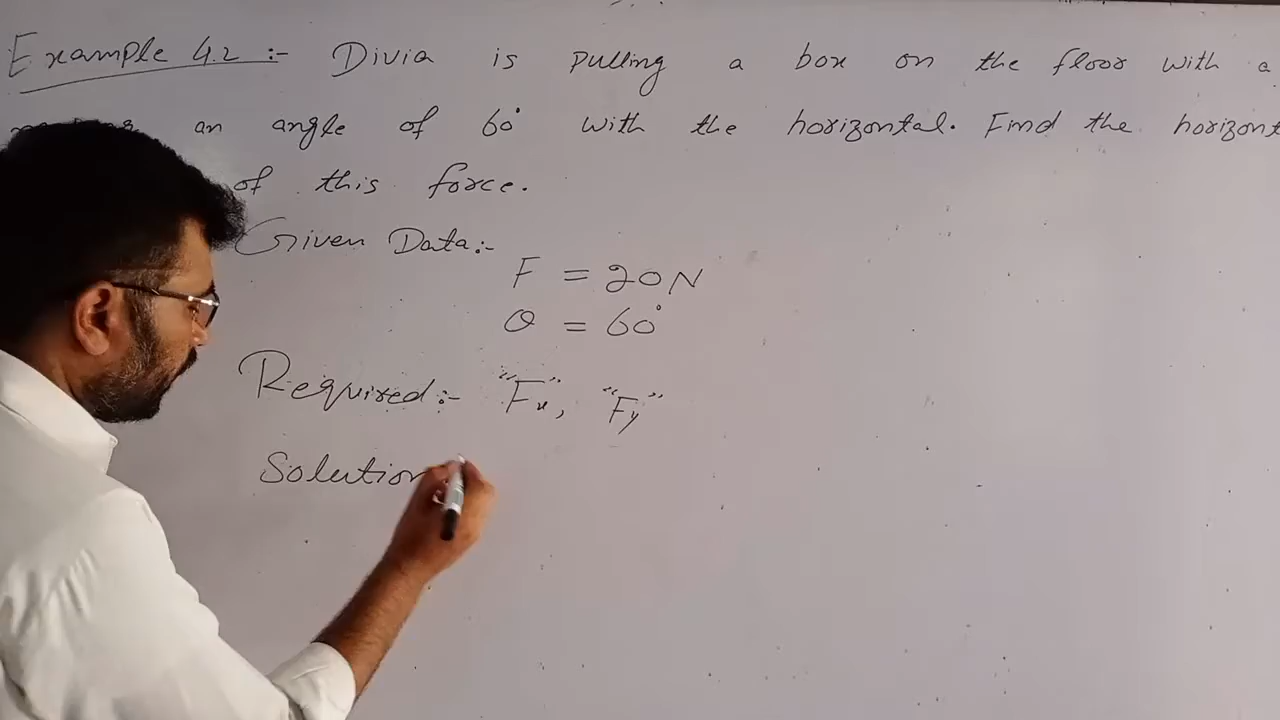 Example 4.2 :- Divia is pulling a box on the floor with a
an angle of 60° with the horizontal. Find the horizont
of this force.
Given Data:-
F = 20N
θ = 60°
Required:- "Fx", "Fy"
Solution